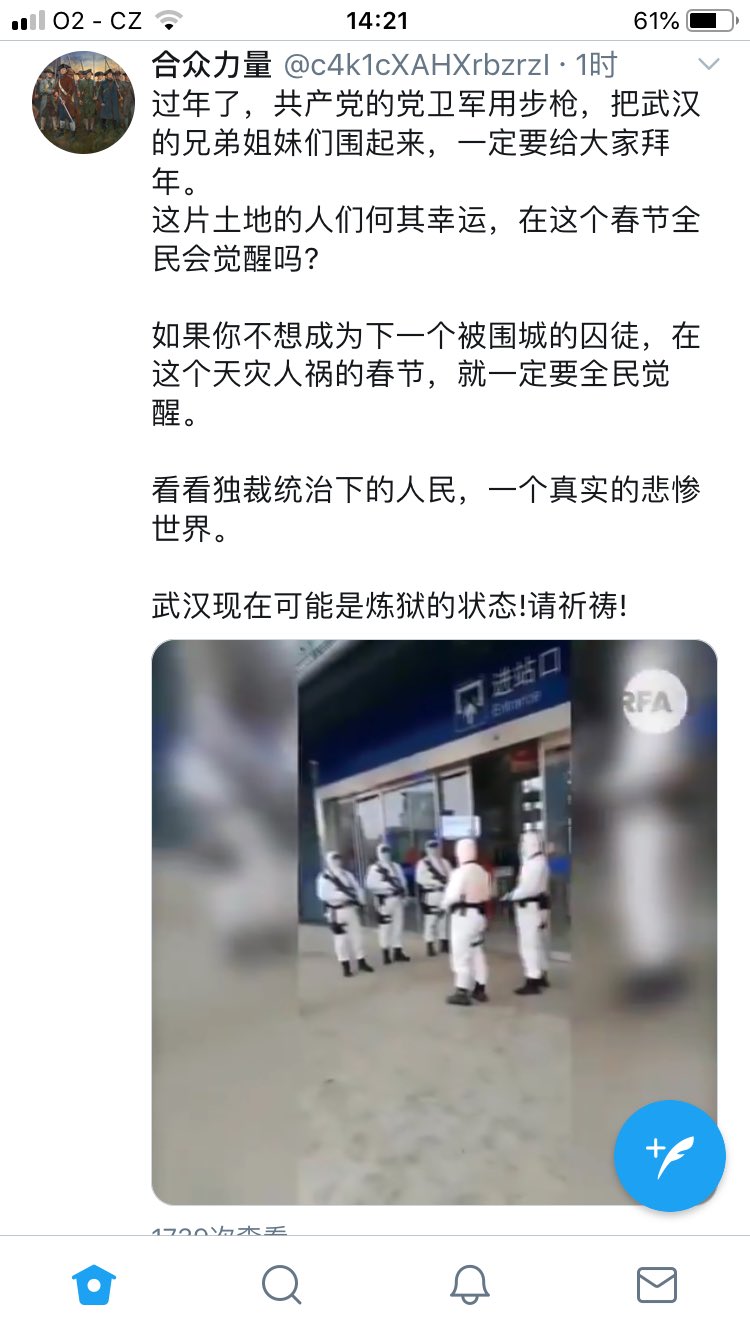 O2 - CZ 14:21 61%
合众力量 @c4k1cXAHXrbzrzI · 1时
过年了，共产党的党卫军用步枪，把武汉
的兄弟姐妹们围起来，一定要给大家拜
年。
这片土地的人们何其幸运，在这个春节全
民会觉醒吗？
如果你不想成为下一个被围城的囚徒，在
这个天灾人祸的春节，就一定要全民觉
醒。
看看独裁统治下的人民，一个真实的悲惨
世界。
武汉现在可能是炼狱的状态!请祈祷!
进站口
Entrance
RFA